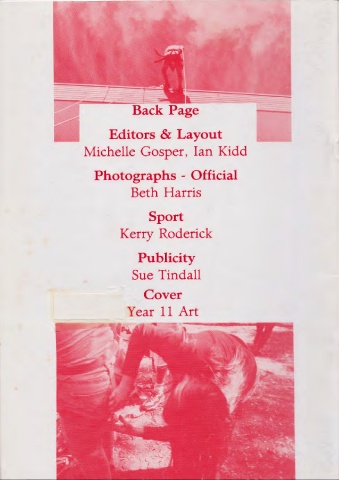 Back Page
Editors & Layout
Michelle Gosper, Ian Kidd
Photographs - Official
Beth Harris
Sport
Kerry Roderick
Publicity
Sue Tindall
Cover
Year 11 Art